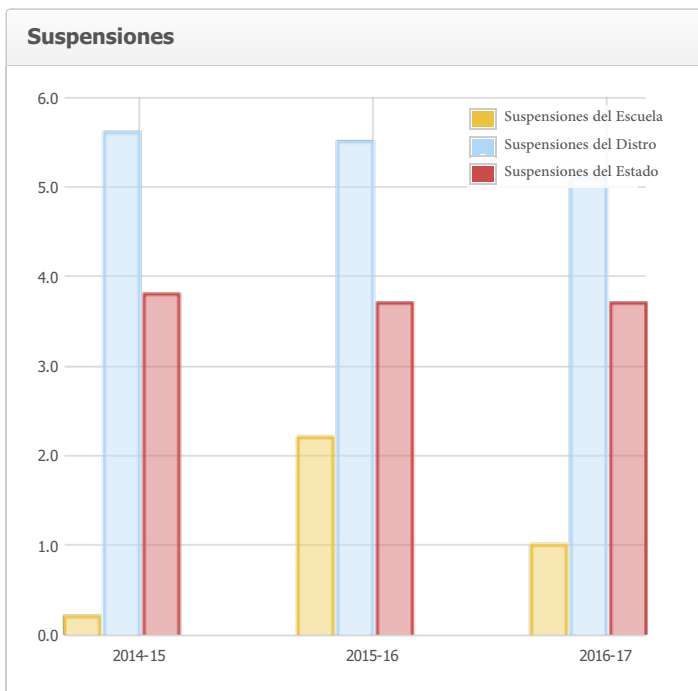 Suspensiones
6.0
Suspensiones del Escuela
Suspensiones del Distro
Suspensiones del Estado
5.0
4.0
3.0
2.0
1.0
0.0
2014-15 2015-16 2016-17